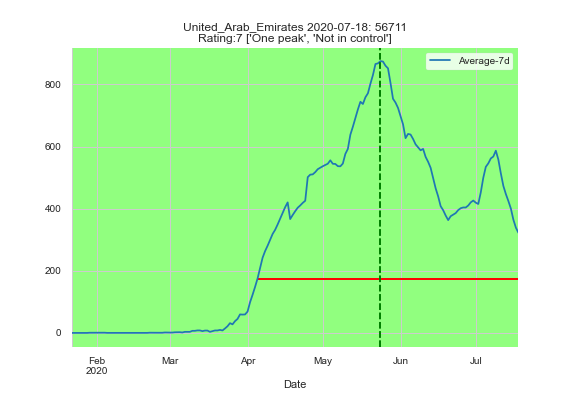 United_Arab_Emirates 2020-07-18: 56711
Rating:7 ['One peak', 'Not in control']
Average-7d
800
600
400
200
0
Feb
2020
Mar
Apr
May
Jun
Jul
Date